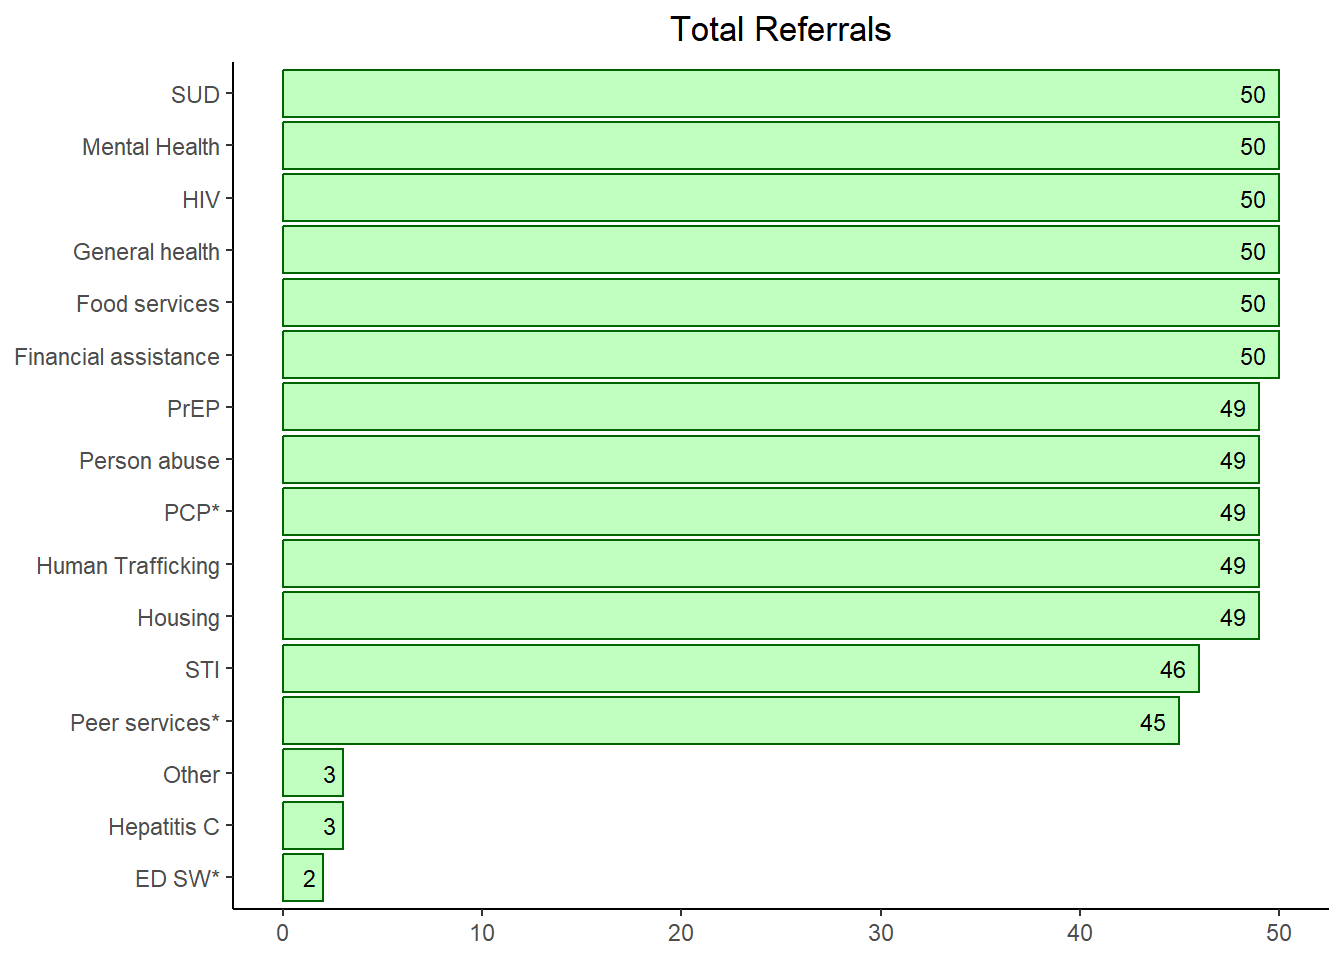 Total Referrals
SUD 50
Mental Health 50
HIV 50
General health 50
Food services 50
Financial assistance 50
PrEP 49
Person abuse 49
PCP* 49
Human Trafficking 49
Housing 49
STI 46
Peer services* 45
Other 3
Hepatitis C 3
ED SW* 2
0 10 20 30 40 50